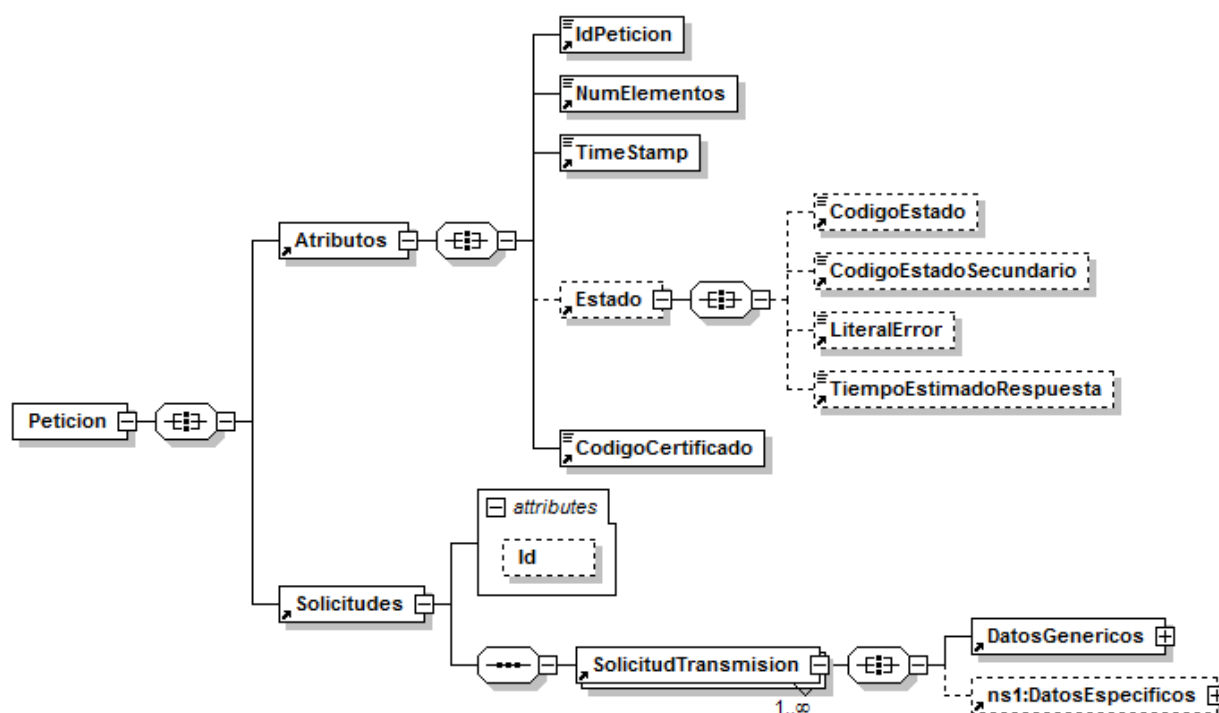 IdPeticion
NumElementos
TimeStamp
CodigoEstado
Atributos
CodigoEstadoSecundario
Estado
LiteralError
TiempoEstimadoRespuesta
Peticion
CodigoCertificado
attributes
Id
Solicitudes
DatosGenericos
SolicitudTransmision
ns1:DatosEspecificos
1..∞